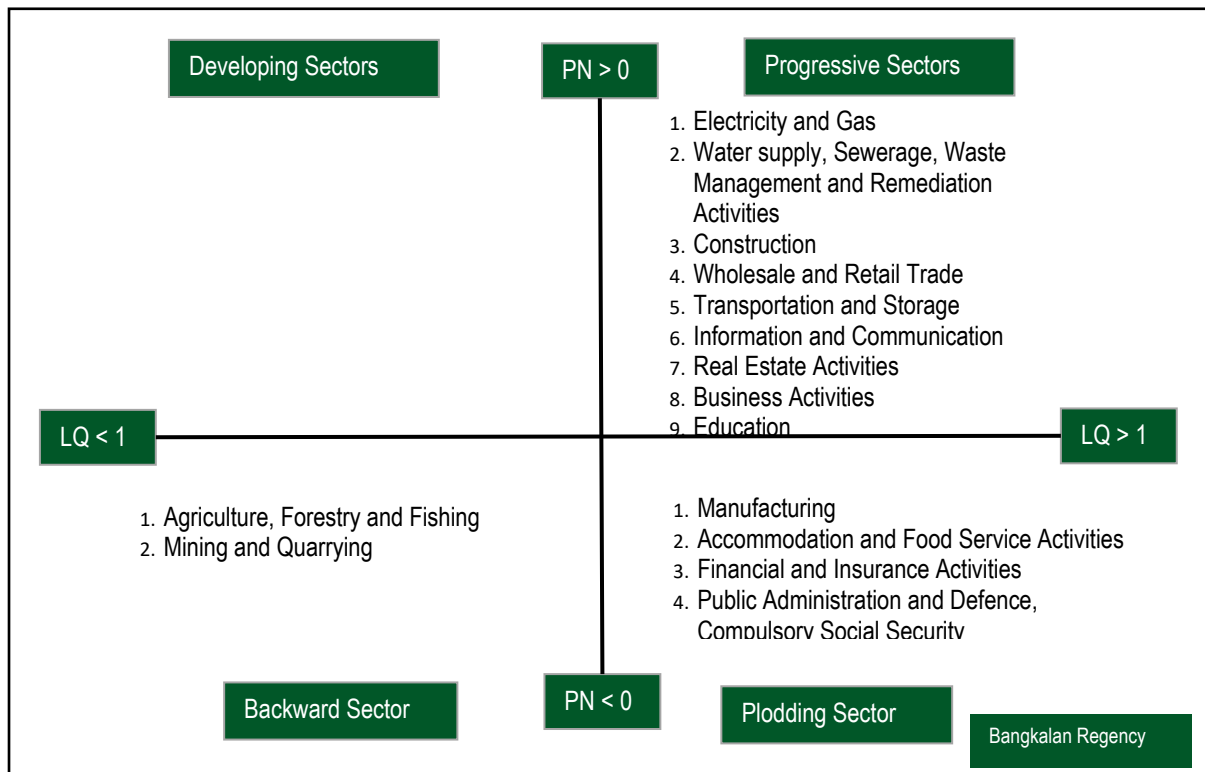 Developing Sectors
PN > 0
Progressive Sectors
1. Electricity and Gas
2. Water supply, Sewerage, Waste
Management and Remediation
Activities
3. Construction
4. Wholesale and Retail Trade
5. Transportation and Storage
6. Information and Communication
7. Real Estate Activities
8. Business Activities
9. Education
LQ < 1
LQ > 1
1. Agriculture, Forestry and Fishing
2. Mining and Quarrying
1. Manufacturing
2. Accommodation and Food Service Activities
3. Financial and Insurance Activities
4. Public Administration and Defence,
Compulsory Social Security
Backward Sector
PN < 0
Plodding Sector
Bangkalan Regency